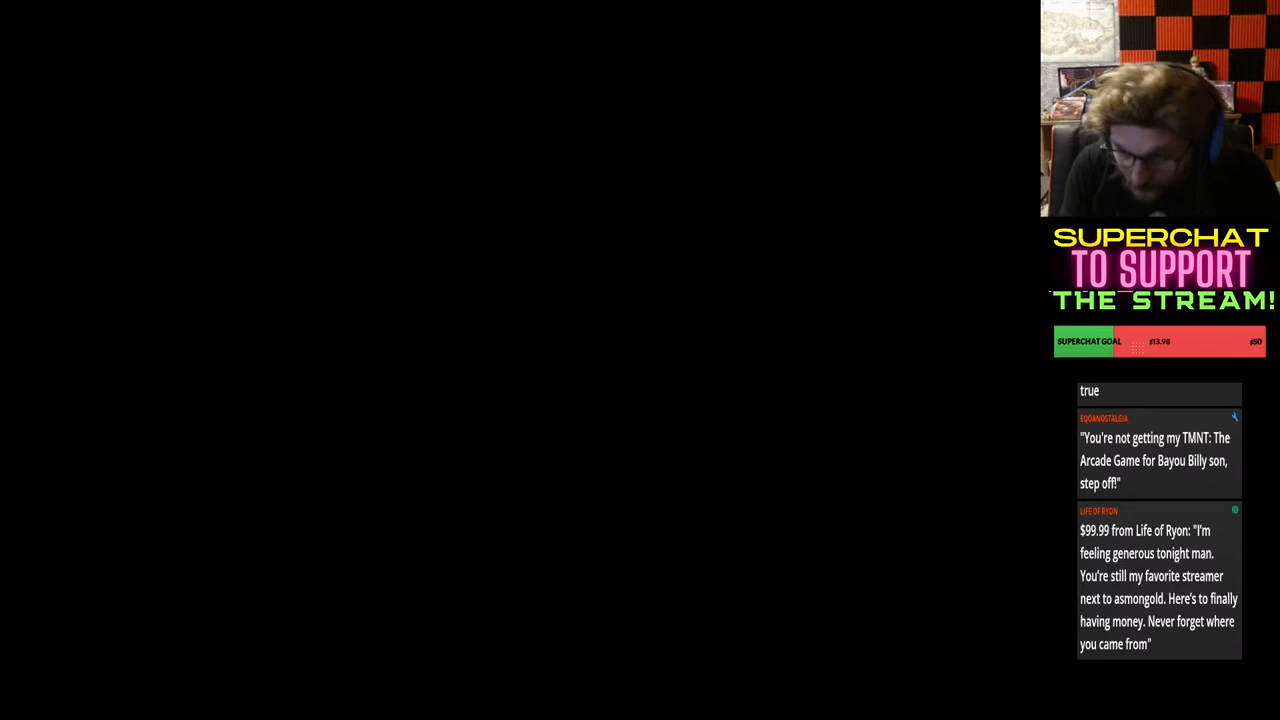 SUPERCHAT
TO SUPPORT
THE STREAM!
SUPERCHAT GOAL $13.98 $50
true
EQOANOSTALGIA
"You're not getting my TMNT: The
Arcade Game for Bayou Billy son,
step off!"
LIFE OF RYON
$99.99 from Life of Ryon: "I'm
feeling generous tonight man.
You're still my favorite streamer
next to asmongold. Here's to finally
having money. Never forget where
you came from"